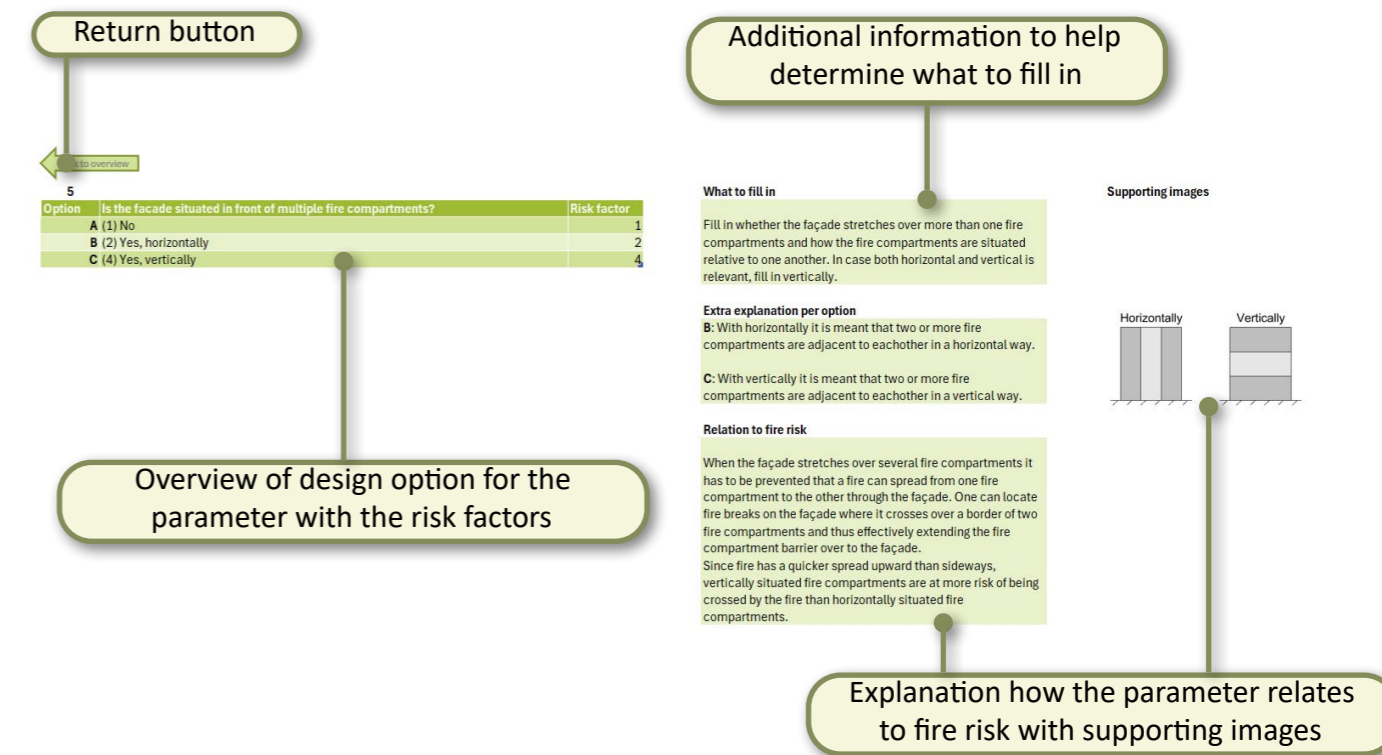 Return button
Additional information to help
determine what to fill in
to overview
5
Option Is the facade situated in front of multiple fire compartments? Risk factor
A (1) No 1
B (2) Yes, horizontally 2
C (4) Yes, vertically 4
What to fill in
Fill in whether the façade stretches over more than one fire
compartments and how the fire compartments are situated
relative to one another. In case both horizontal and vertical is
relevant, fill in vertically.
Extra explanation per option
B: With horizontally it is meant that two or more fire
compartments are adjacent to eachother in a horizontal way.
C: With vertically it is meant that two or more fire
compartments are adjacent to eachother in a vertical way.
Relation to fire risk
When the façade stretches over several fire compartments it
has to be prevented that a fire can spread from one fire
compartment to the other through the façade. One can locate
fire breaks on the façade where it crosses over a border of two
fire compartments and thus effectively extending the fire
compartment barrier over to the façade.
Since fire has a quicker spread upward than sideways,
vertically situated fire compartments are at more risk of being
crossed by the fire than horizontally situated fire
compartments.
Supporting images
Horizontally Vertically
Overview of design option for the
parameter with the risk factors
Explanation how the parameter relates
to fire risk with supporting images